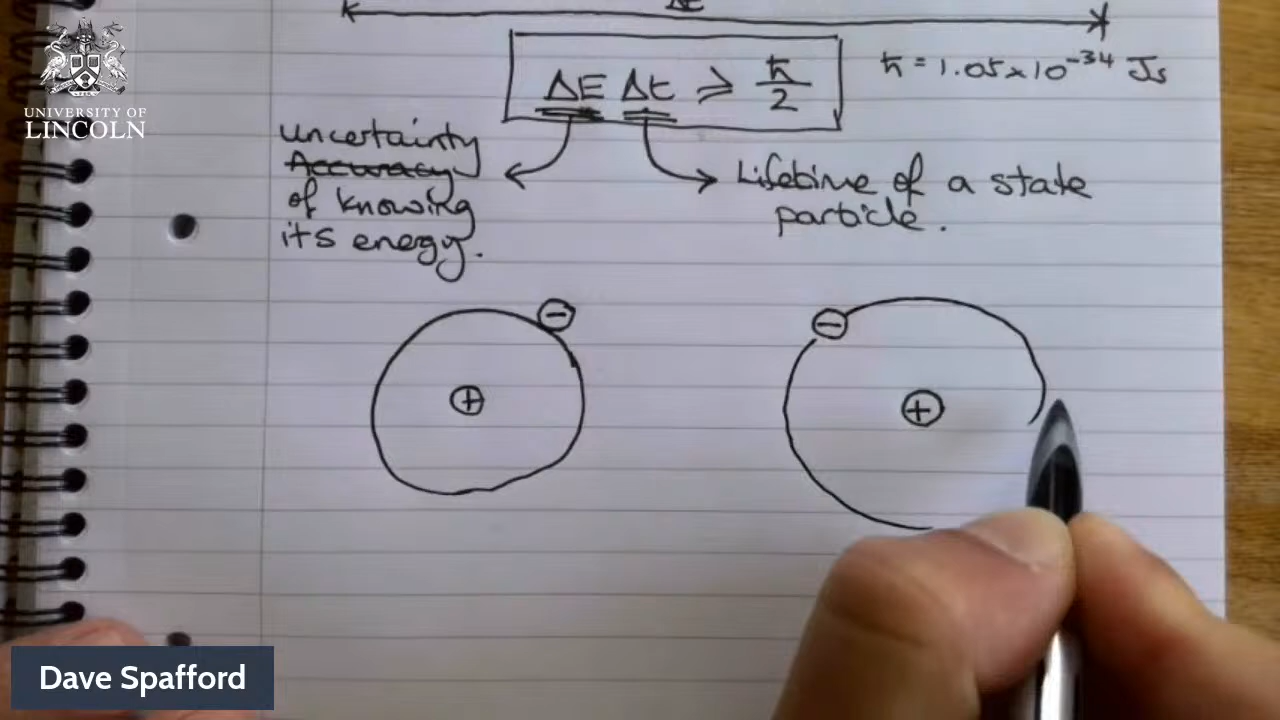 Δt
ΔE Δt ⩾ ħ/2
ħ = 1.05×10⁻³⁴ Js
UNIVERSITY OF
LINCOLN
uncertainty
Accuracy
of knowing
its energy.
Lifetime of a state
particle.
−
+
−
+
Dave Spafford